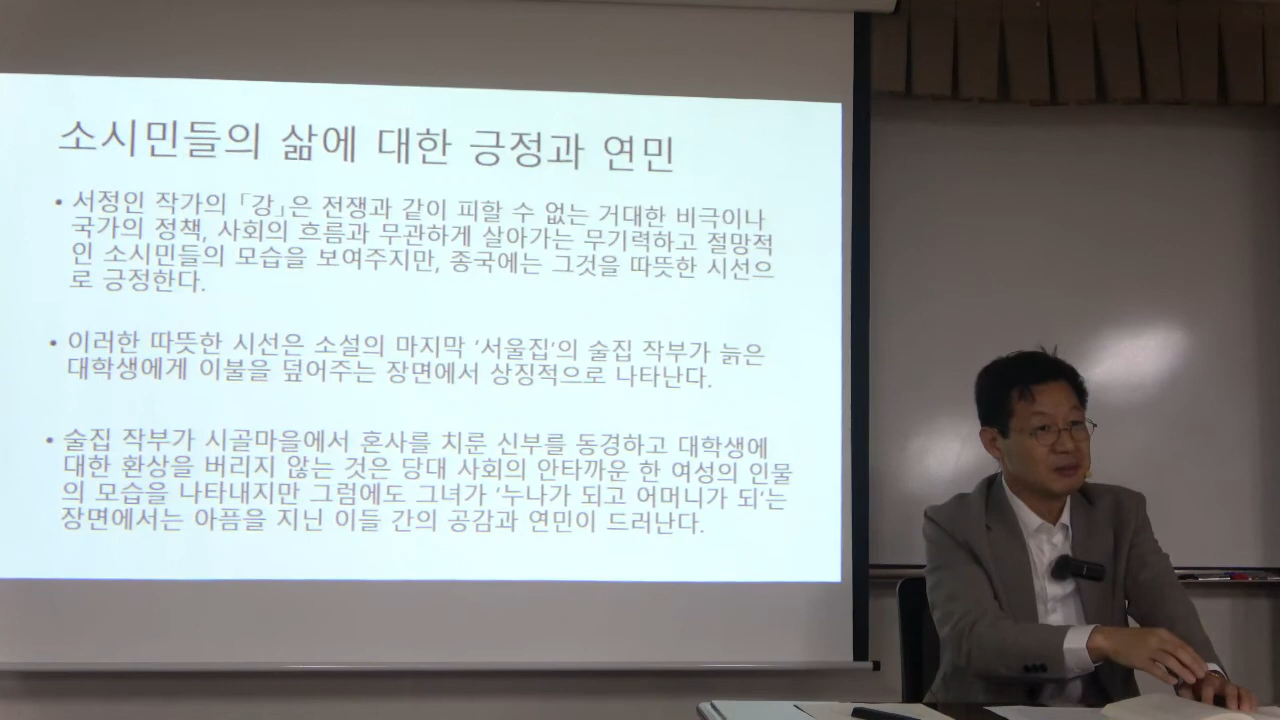 소시민들의 삶에 대한 긍정과 연민
• 서정인 작가의 「강」은 전쟁과 같이 피할 수 없는 거대한 비극이나
국가의 정책, 사회의 흐름과 무관하게 살아가는 무기력하고 절망적
인 소시민들의 모습을 보여주지만, 종국에는 그것을 따뜻한 시선으
로 긍정한다.
• 이러한 따뜻한 시선은 소설의 마지막 '서울집'의 술집 작부가 늙은
대학생에게 이불을 덮어주는 장면에서 상징적으로 나타난다.
• 술집 작부가 시골마을에서 혼사를 치룬 신부를 동경하고 대학생에
대한 환상을 버리지 않는 것은 당대 사회의 안타까운 한 여성의 인물
의 모습을 나타내지만 그럼에도 그녀가 '누나가 되고 어머니가 되'는
장면에서는 아픔을 지닌 이들 간의 공감과 연민이 드러난다.